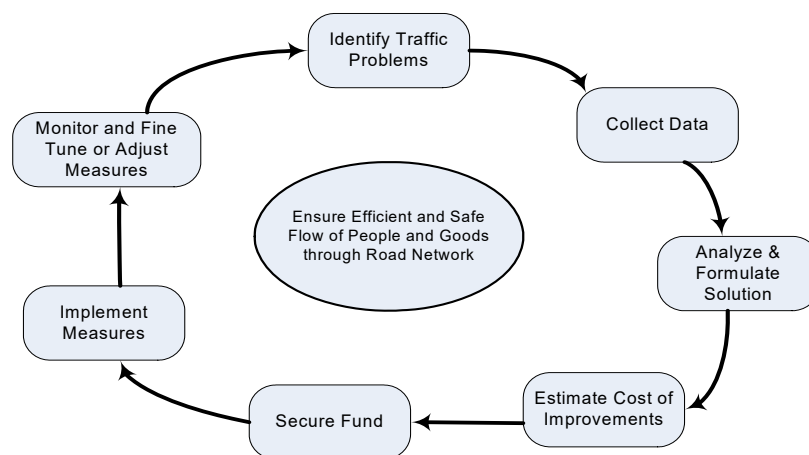 Identify Traffic
Problems
Collect Data
Analyze &
Formulate
Solution
Estimate Cost of
Improvements
Secure Fund
Implement
Measures
Monitor and Fine
Tune or Adjust
Measures
Ensure Efficient and Safe
Flow of People and Goods
through Road Network